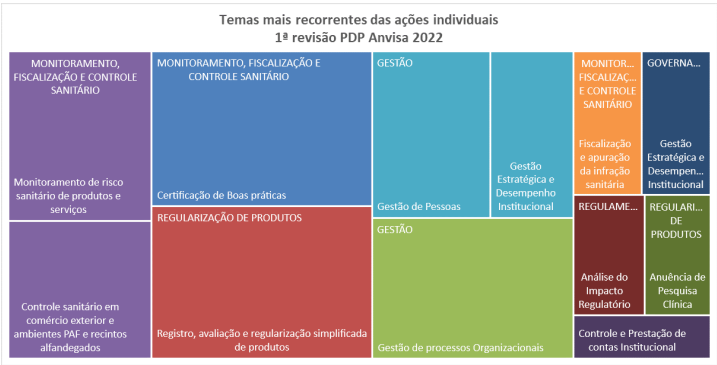 Temas mais recorrentes das ações individuais
1ª revisão PDP Anvisa 2022
MONITORAMENTO,
FISCALIZAÇÃO E CONTROLE
SANITÁRIO
Monitoramento de risco
sanitário de produtos e
serviços
Controle sanitário em
comércio exterior e
ambientes PAF e recintos
alfandegados
MONITORAMENTO, FISCALIZAÇÃO E
CONTROLE SANITÁRIO
Certificação de Boas práticas
REGULARIZAÇÃO DE PRODUTOS
Registro, avaliação e regularização simplificada
de produtos
GESTÃO
Gestão de Pessoas
Gestão
Estratégica e
Desempenho
Institucional
GESTÃO
Gestão de processos Organizacionais
MONITOR...
FISCALIZAÇ...
E CONTROLE
SANITÁRIO
Fiscalização
e apuração
da infração
sanitária
GOVERNA...
Gestão
Estratégica e
Desempen...
Institucional
REGULAME...
Análise do
Impacto
Regulatório
REGULARI...
DE
PRODUTOS
Anuência de
Pesquisa
Clínica
Controle e Prestação de
contas Institucional